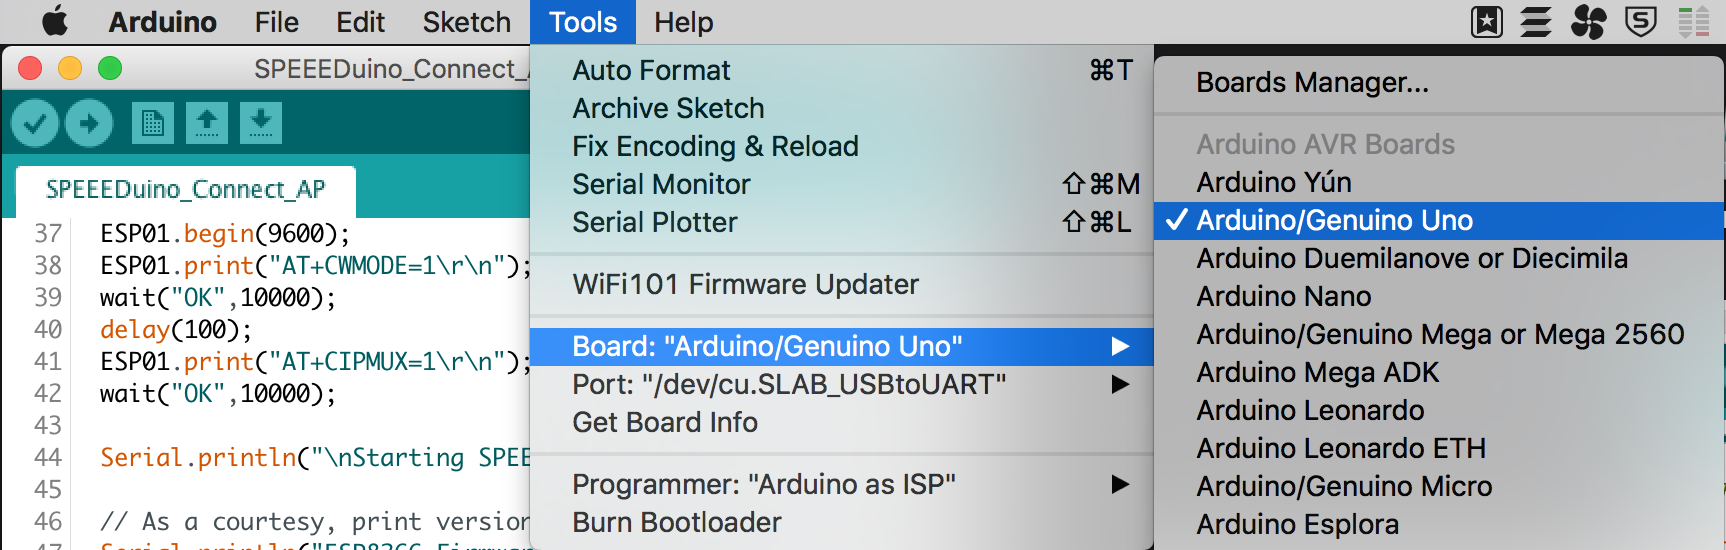 Arduino File Edit Sketch Tools Help
SPEEEDuino_Connect_
SPEEEDuino_Connect_AP
37 ESP01.begin(9600);
38 ESP01.print("AT+CWMODE=1\r\n");
39 wait("OK",10000);
40 delay(100);
41 ESP01.print("AT+CIPMUX=1\r\n");
42 wait("OK",10000);
43
44 Serial.println("\nStarting SPEE
45
46 // As a courtesy, print version
Auto Format ⌘T
Archive Sketch
Fix Encoding & Reload
Serial Monitor ⇧⌘M
Serial Plotter ⇧⌘L
WiFi101 Firmware Updater
Board: "Arduino/Genuino Uno" ▶
Port: "/dev/cu.SLAB_USBtoUART" ▶
Get Board Info
Programmer: "Arduino as ISP" ▶
Burn Bootloader
Boards Manager...
Arduino AVR Boards
Arduino Yún
✓ Arduino/Genuino Uno
Arduino Duemilanove or Diecimila
Arduino Nano
Arduino/Genuino Mega or Mega 2560
Arduino Mega ADK
Arduino Leonardo
Arduino Leonardo ETH
Arduino/Genuino Micro
Arduino Esplora